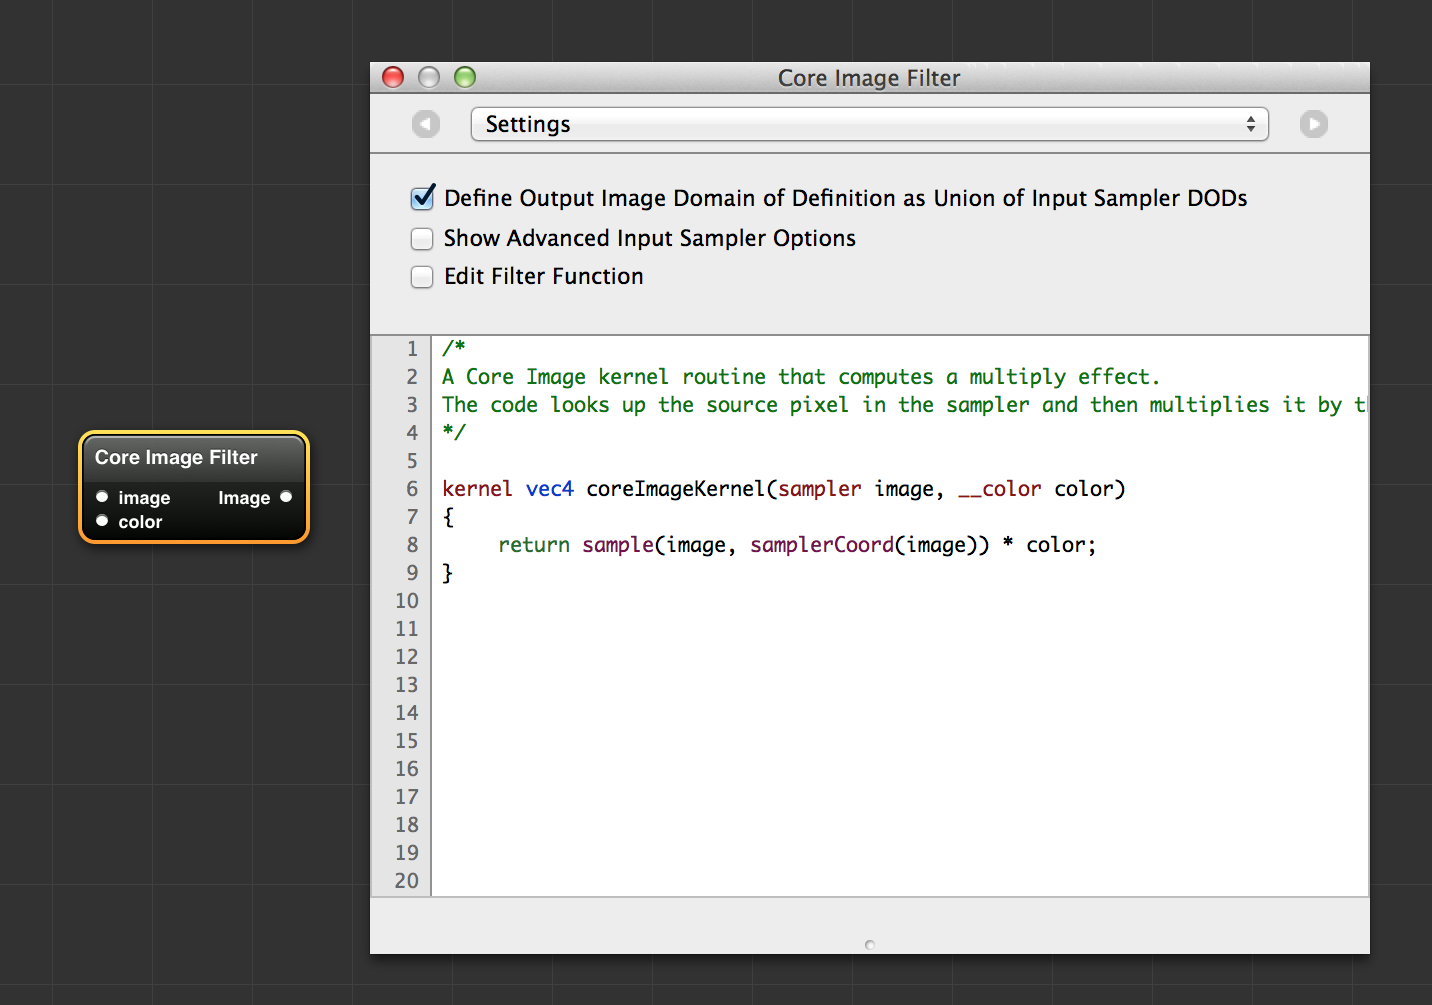 Core Image Filter
Settings
Define Output Image Domain of Definition as Union of Input Sampler DODs
Show Advanced Input Sampler Options
Edit Filter Function
1 /*
2 A Core Image kernel routine that computes a multiply effect.
3 The code looks up the source pixel in the sampler and then multiplies it by
4 */
5
6 kernel vec4 coreImageKernel(sampler image, __color color)
7 {
8 return sample(image, samplerCoord(image)) * color;
9 }
10
11
12
13
14
15
16
17
18
19
20
Core Image Filter
image Image
color